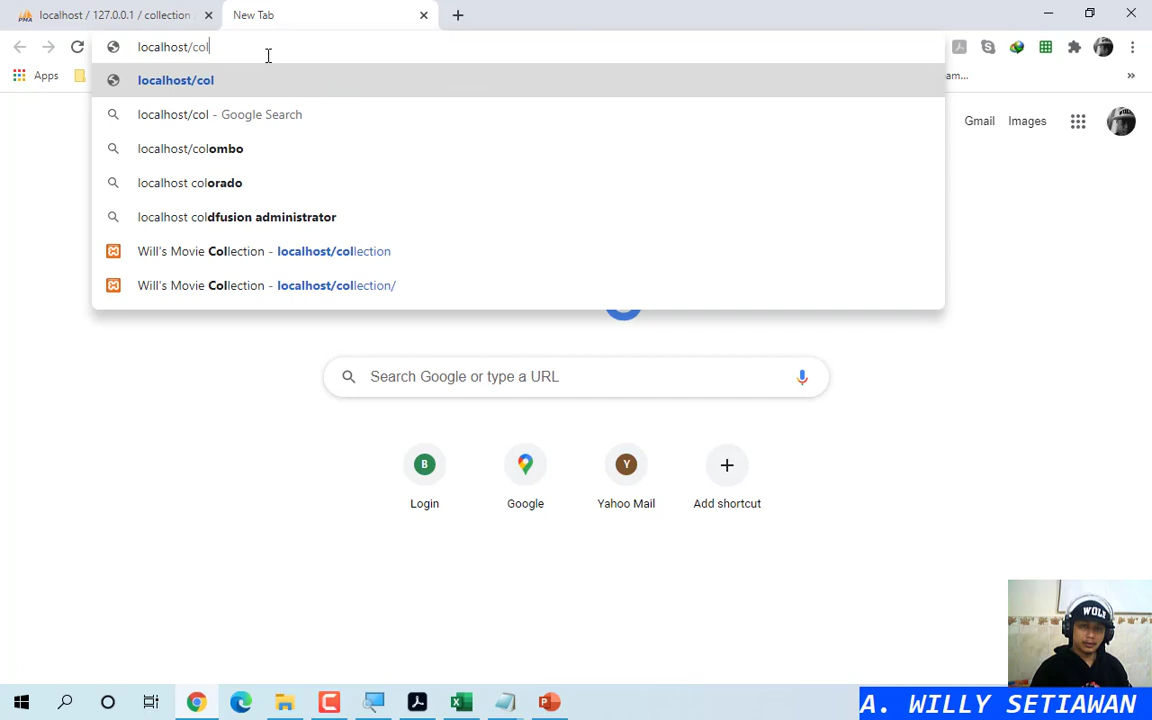 localhost / 127.0.0.1 / collection
New Tab
localhost/col
am...
»
Apps
localhost/col
localhost/col - Google Search
localhost/colombo
localhost colorado
localhost coldfusion administrator
Will's Movie Collection - localhost/collection
Will's Movie Collection - localhost/collection/
Gmail
Images
Search Google or type a URL
B
Y
Login
Google
Yahoo Mail
Add shortcut
A. WILLY SETIAWAN